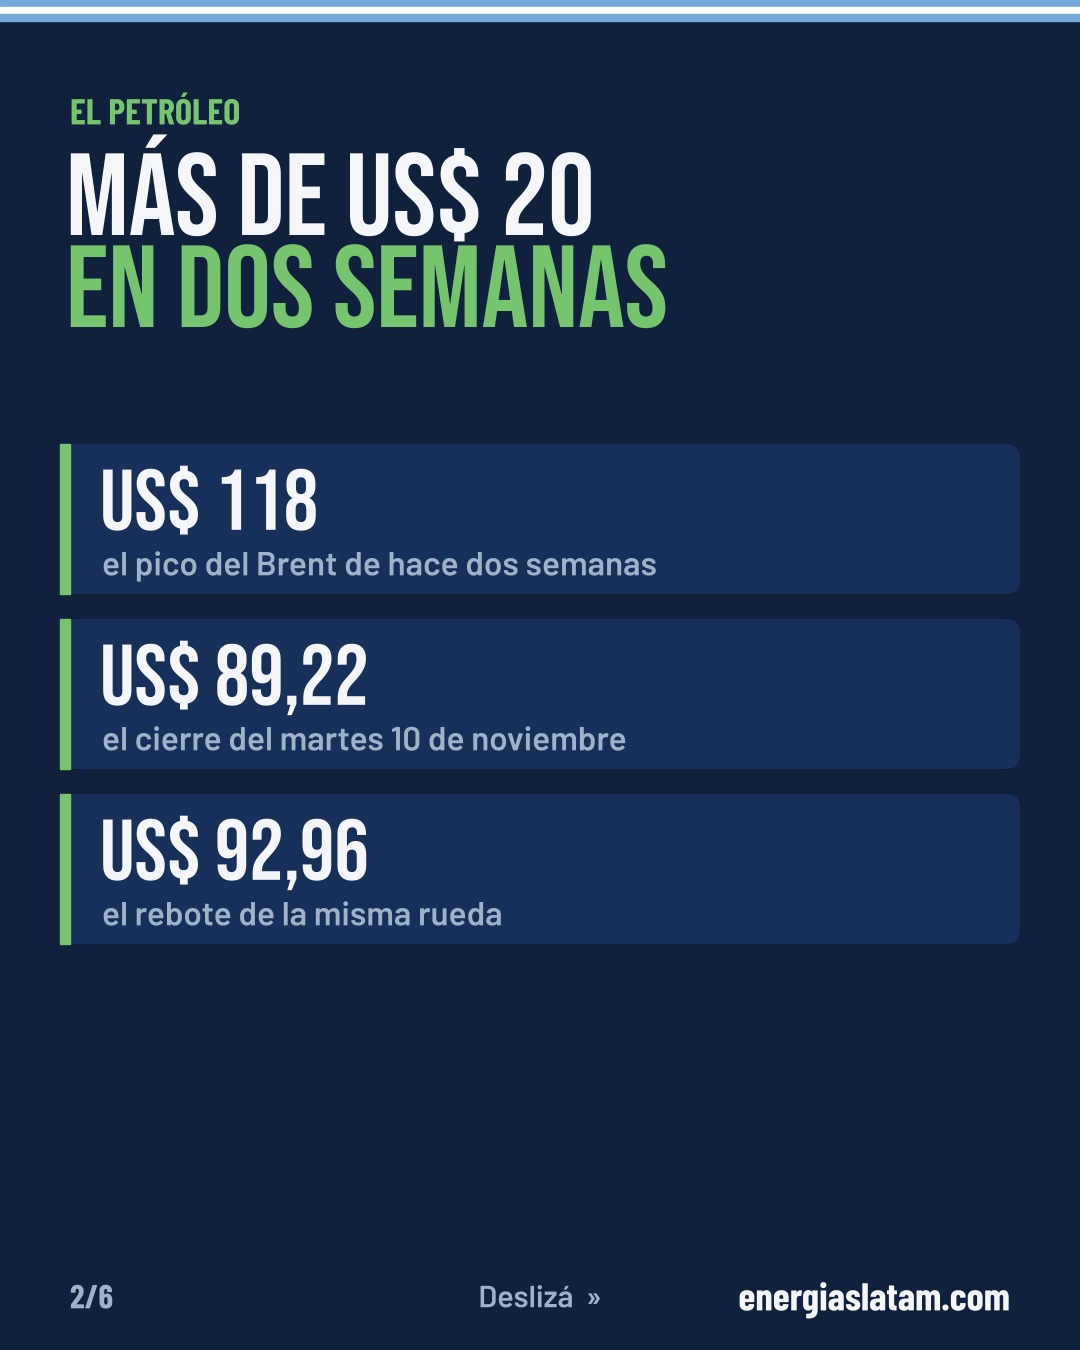 EL PETRÓLEO
MÁS DE US$ 20
EN DOS SEMANAS
US$ 118
el pico del Brent de hace dos semanas
US$ 89,22
el cierre del martes 10 de noviembre
US$ 92,96
el rebote de la misma rueda
2/6
Deslizá »
energiaslatam.com